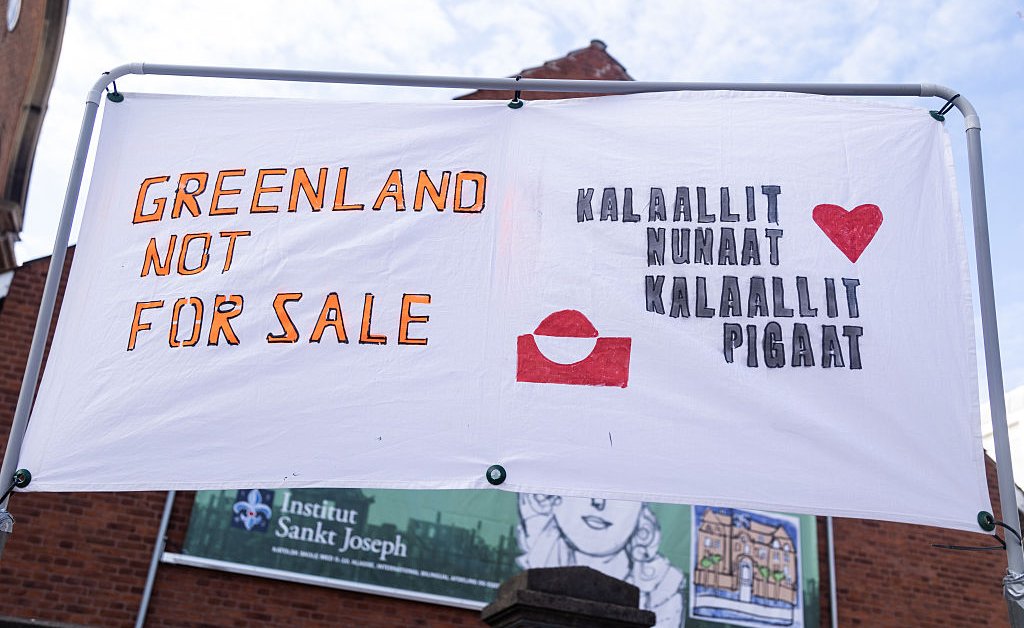 GREENLAND
NOT
FOR SALE
KALAALLIT
NUNAAT
KALAALLIT
PIGAAT
Institut
Sankt Joseph